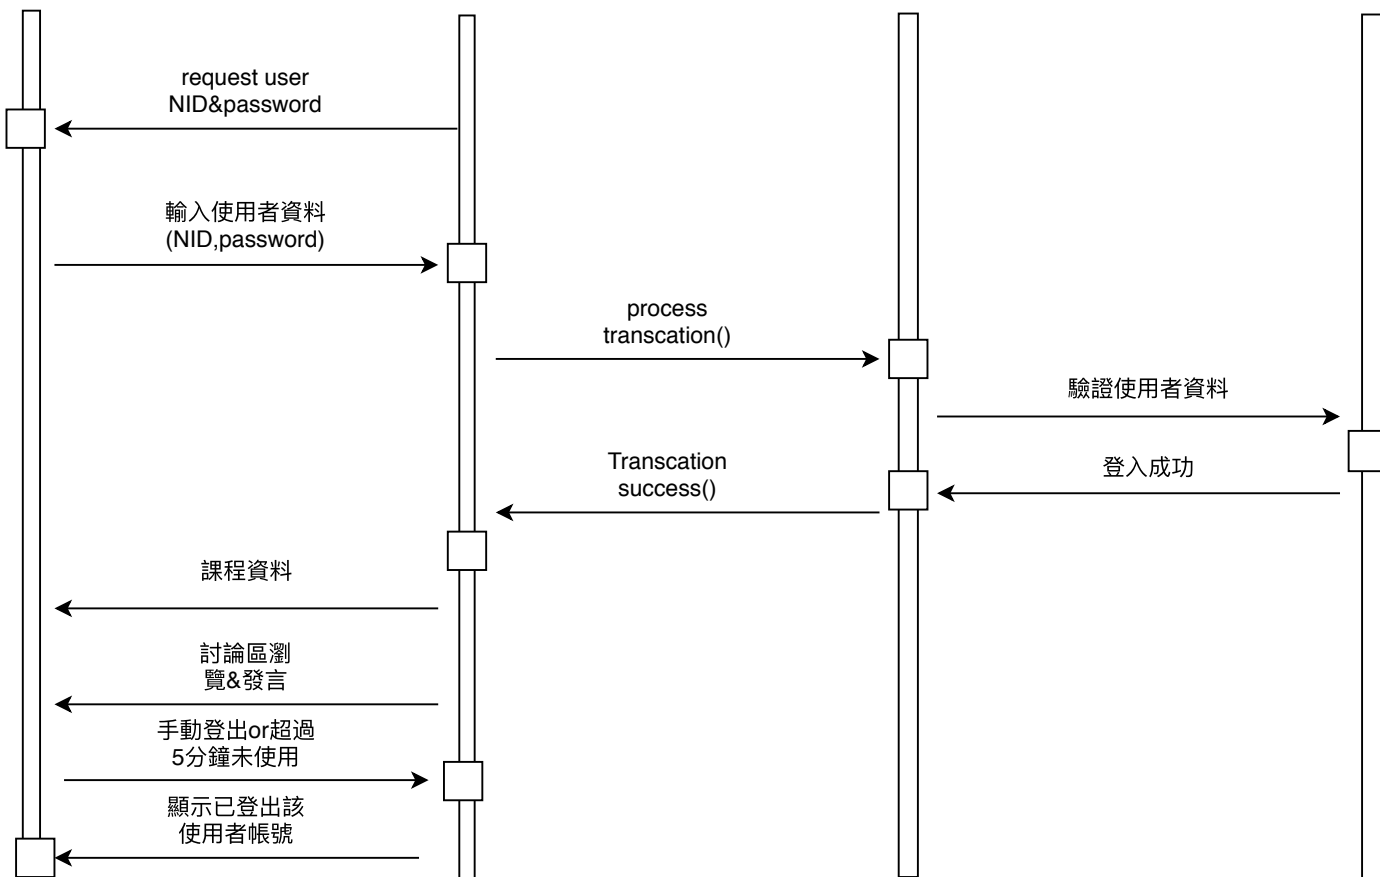 request user
NID&password
輸入使用者資料
(NID,password)
process
transcation()
驗證使用者資料
Transcation
success()
登入成功
課程資料
討論區瀏
覽&發言
手動登出or超過
5分鐘未使用
顯示已登出該
使用者帳號